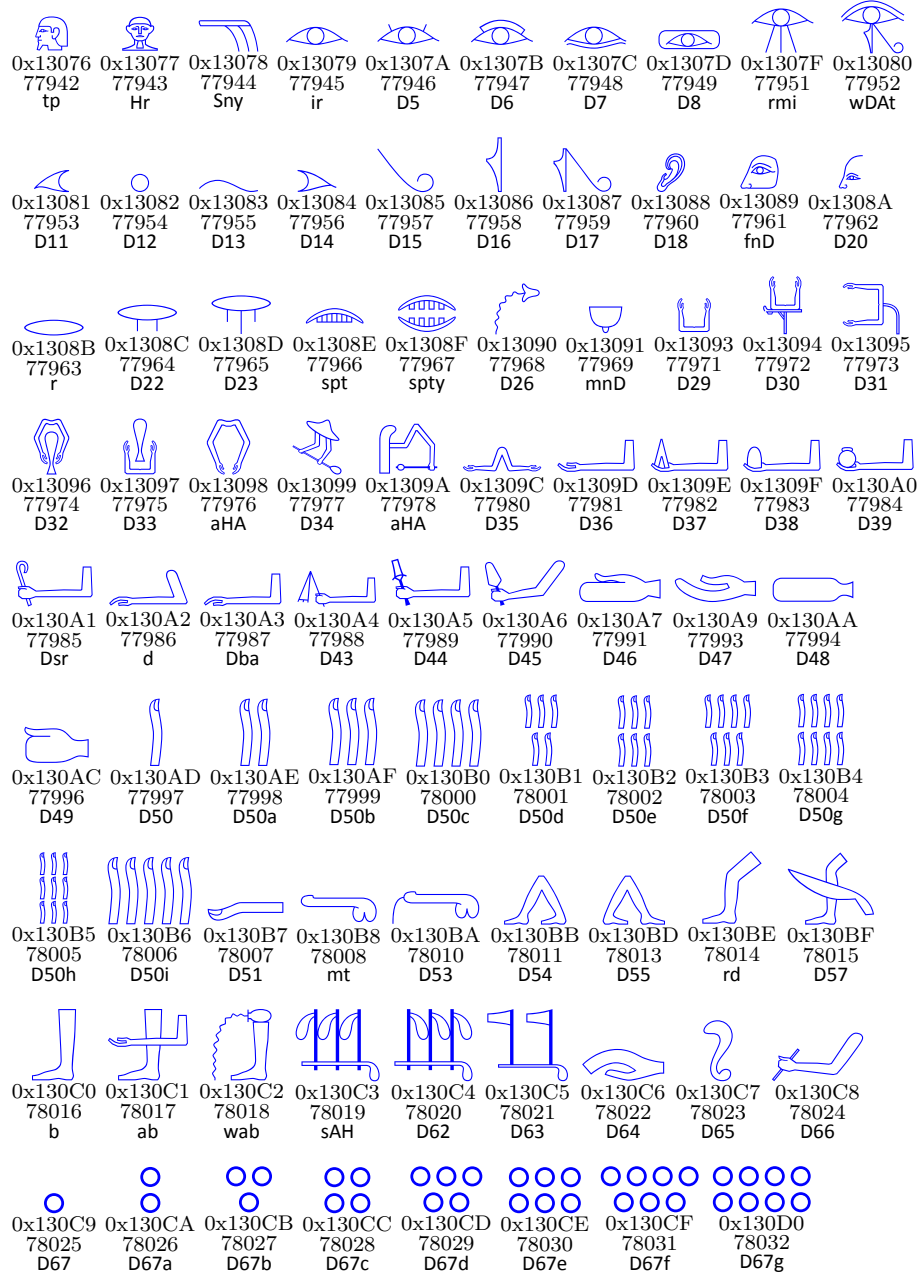 0x13076 0x13077 0x13078 0x13079 0x1307A 0x1307B 0x1307C 0x1307D 0x1307F 0x13080
77942 77943 77944 77945 77946 77947 77948 77949 77951 77952
tp Hr Sny ir D5 D6 D7 D8 rmi wDAt
0x13081 0x13082 0x13083 0x13084 0x13085 0x13086 0x13087 0x13088 0x13089 0x1308A
77953 77954 77955 77956 77957 77958 77959 77960 77961 77962
D11 D12 D13 D14 D15 D16 D17 D18 fnD D20
0x1308B 0x1308C 0x1308D 0x1308E 0x1308F 0x13090 0x13091 0x13093 0x13094 0x13095
77963 77964 77965 77966 77967 77968 77969 77971 77972 77973
r D22 D23 spt spty D26 mnD D29 D30 D31
0x13096 0x13097 0x13098 0x13099 0x1309A 0x1309C 0x1309D 0x1309E 0x1309F 0x130A0
77974 77975 77976 77977 77978 77980 77981 77982 77983 77984
D32 D33 aHA D34 aHA D35 D36 D37 D38 D39
0x130A1 0x130A2 0x130A3 0x130A4 0x130A5 0x130A6 0x130A7 0x130A9 0x130AA
77985 77986 77987 77988 77989 77990 77991 77993 77994
Dsr d Dba D43 D44 D45 D46 D47 D48
0x130AC 0x130AD 0x130AE 0x130AF 0x130B0 0x130B1 0x130B2 0x130B3 0x130B4
77996 77997 77998 77999 78000 78001 78002 78003 78004
D49 D50 D50a D50b D50c D50d D50e D50f D50g
0x130B5 0x130B6 0x130B7 0x130B8 0x130BA 0x130BB 0x130BD 0x130BE 0x130BF
78005 78006 78007 78008 78010 78011 78013 78014 78015
D50h D50i D51 mt D53 D54 D55 rd D57
0x130C0 0x130C1 0x130C2 0x130C3 0x130C4 0x130C5 0x130C6 0x130C7 0x130C8
78016 78017 78018 78019 78020 78021 78022 78023 78024
b ab wab sAH D62 D63 D64 D65 D66
0x130C9 0x130CA 0x130CB 0x130CC 0x130CD 0x130CE 0x130CF 0x130D0
78025 78026 78027 78028 78029 78030 78031 78032
D67 D67a D67b D67c D67d D67e D67f D67g